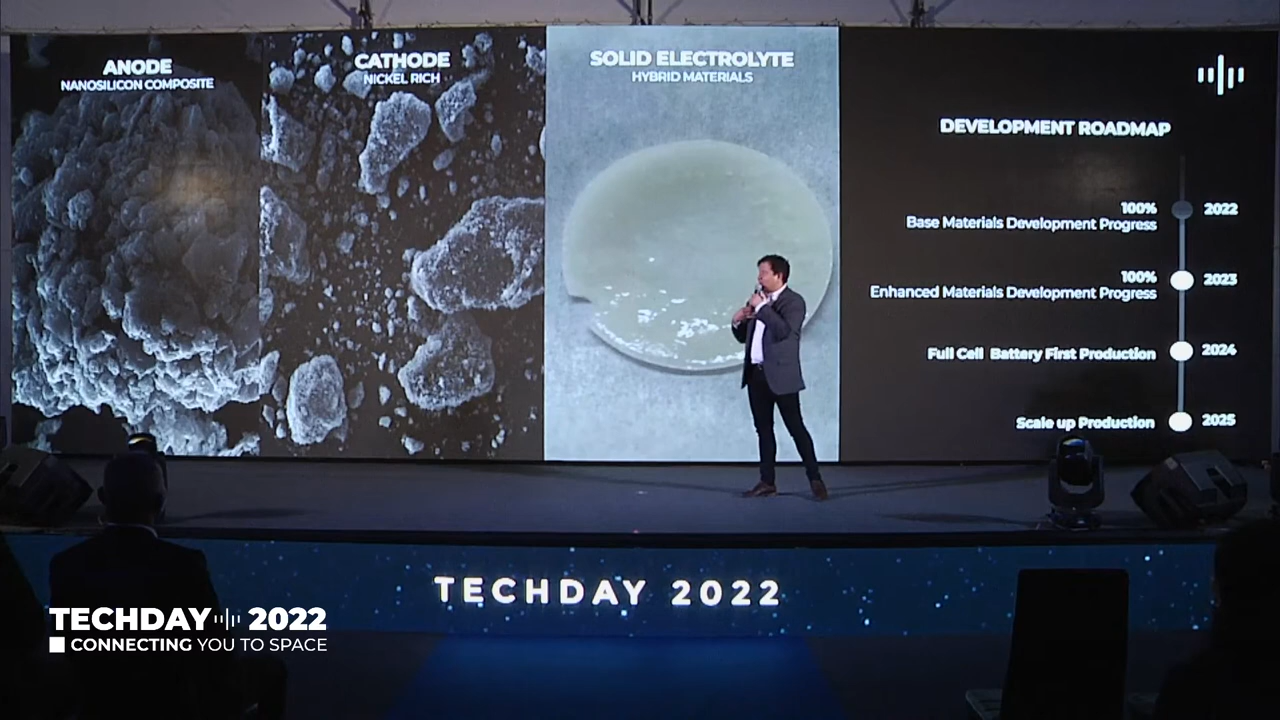 ANODE
NANOSILICON COMPOSITE
CATHODE
NICKEL RICH
SOLID ELECTROLYTE
HYBRID MATERIALS
DEVELOPMENT ROADMAP
100%
Base Materials Development Progress
2022
100%
Enhanced Materials Development Progress
2023
Full Cell Battery First Production
2024
Scale up Production
2025
TECHDAY 2022
TECHDAY 2022
CONNECTING YOU TO SPACE